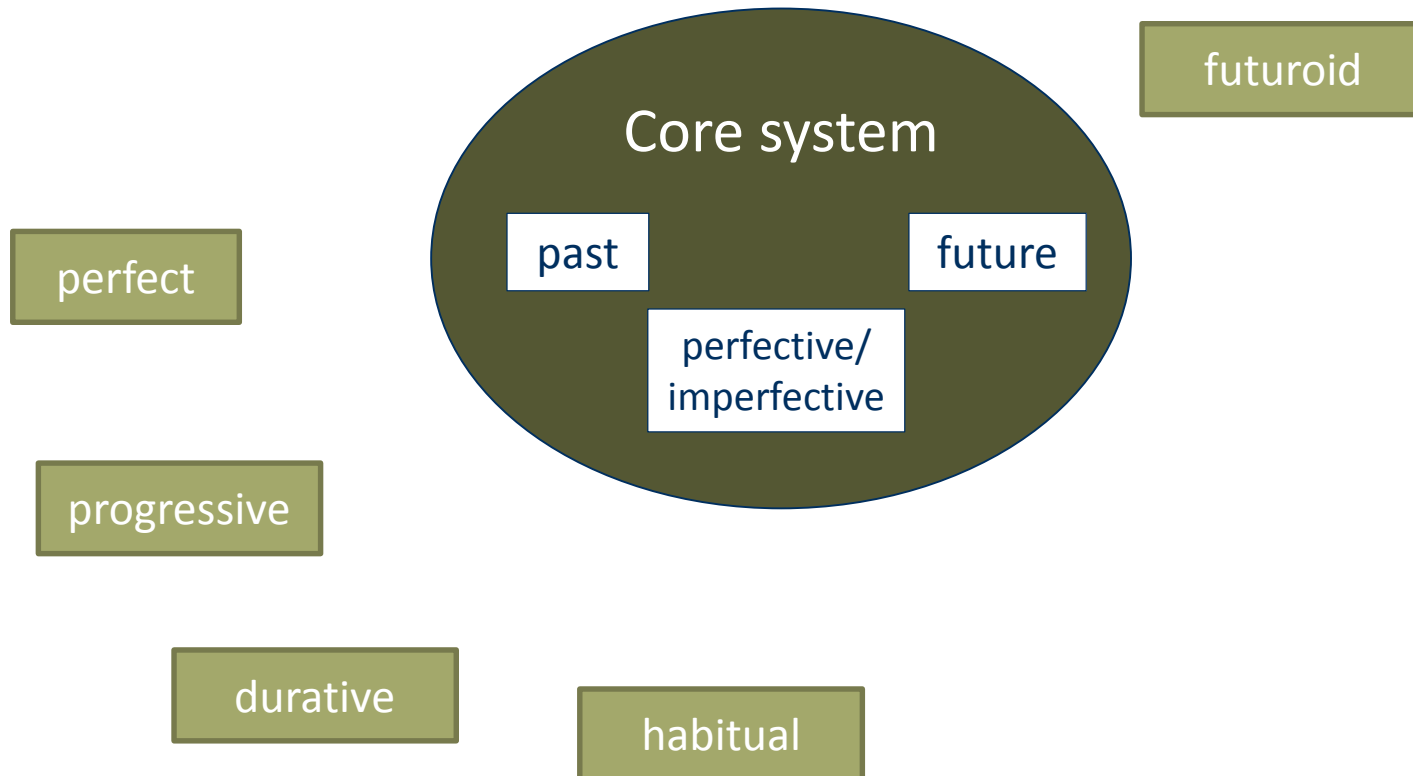 futuroid
Core system
past
future
perfect
perfective/
imperfective
progressive
durative
habitual